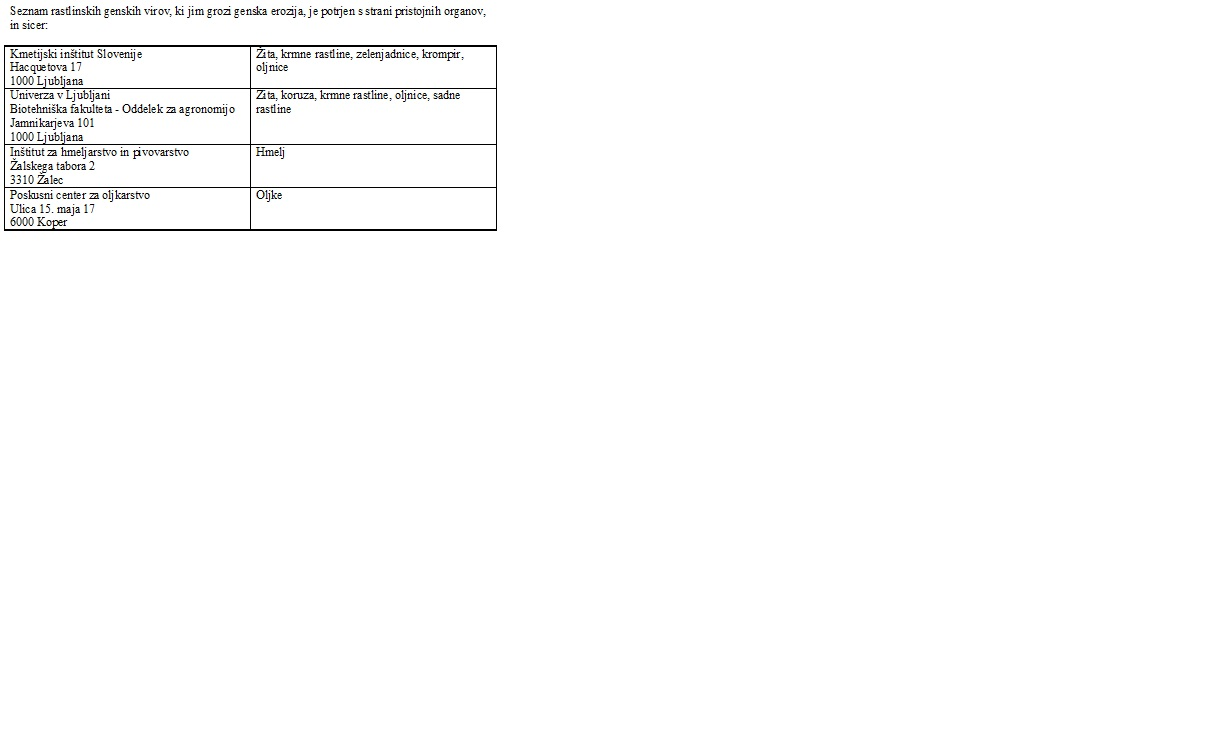 Seznam rastlinskih genskih virov, ki jim grozi genska erozija, je potrjen s strani pristojnih organov,
in sicer:
Kmetijski inštitut Slovenije
Hacquetova 17
1000 Ljubljana
Žita, krmne rastline, zelenjadnice, krompir,
oljnice
Univerza v Ljubljani
Biotehniška fakulteta - Oddelek za agronomijo
Jamnikarjeva 101
1000 Ljubljana
Žita, koruza, krmne rastline, oljnice, sadne
rastline
Inštitut za hmeljarstvo in pivovarstvo
Žalskega tabora 2
3310 Žalec
Hmelj
Poskusni center za oljkarstvo
Ulica 15. maja 17
6000 Koper
Oljke